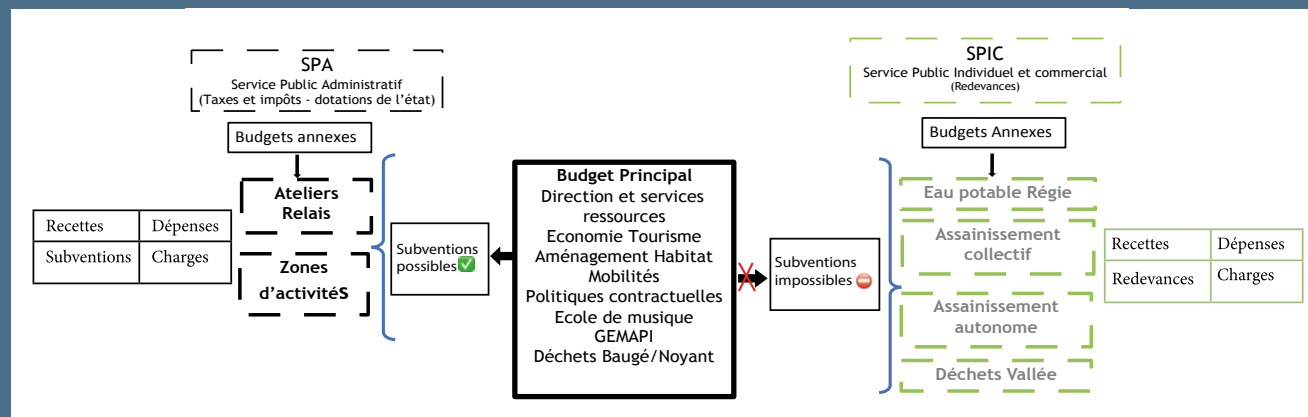 SPA
Service Public Administratif
(Taxes et impôts - dotations de l’état)
Budgets annexes
Ateliers
Relais
Zones
d’activitéS
Recettes Dépenses
Subventions Charges
Subventions
possibles ✅
Budget Principal
Direction et services
ressources
Economie Tourisme
Aménagement Habitat
Mobilités
Politiques contractuelles
Ecole de musique
GEMAPI
Déchets Baugé/Noyant
Subventions
impossibles ⛔
SPIC
Service Public Individuel et commercial
(Redevances)
Budgets Annexes
Eau potable Régie
Assainissement
collectif
Assainissement
autonome
Déchets Vallée
Recettes Dépenses
Redevances Charges